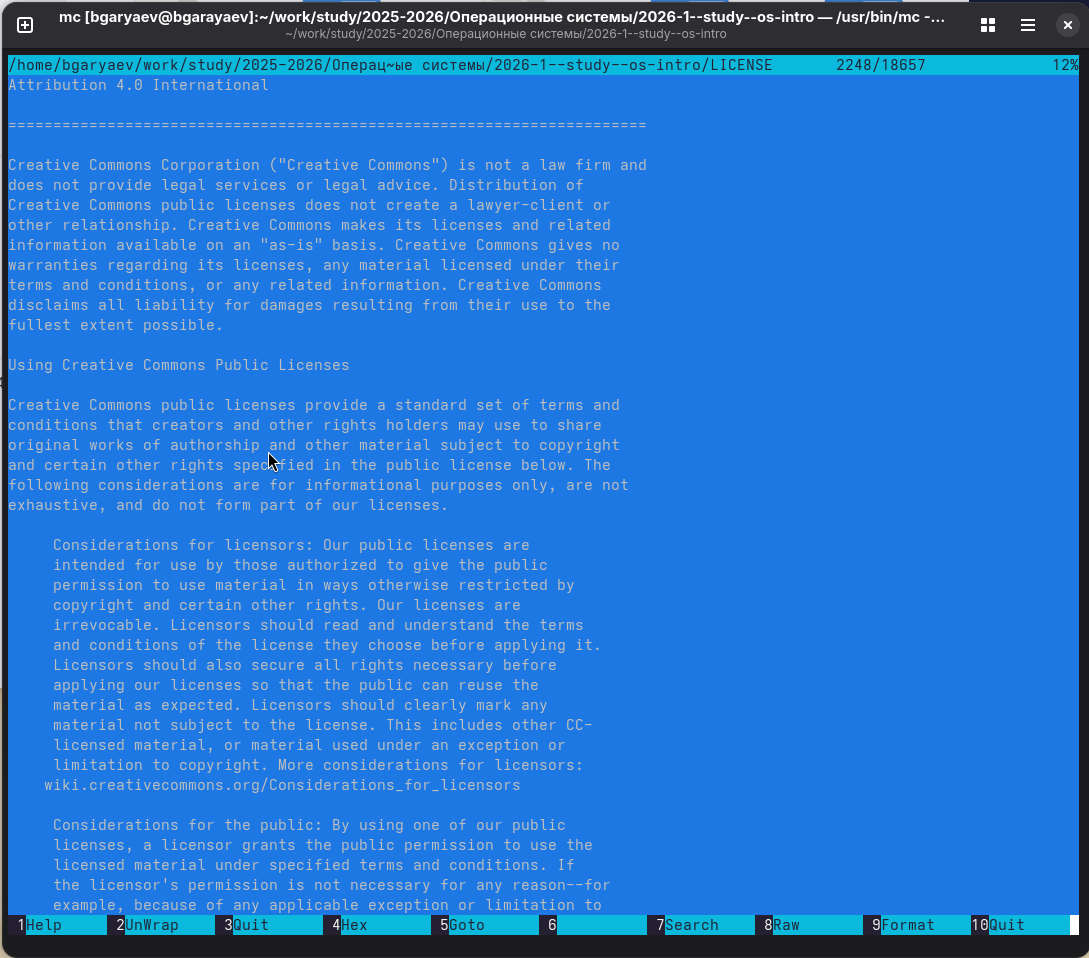 mc [bgaryaev@bgarayaev]:~/work/study/2025-2026/Операционные системы/2026-1--study--os-intro — /usr/bin/mc -...
~/work/study/2025-2026/Операционные системы/2026-1--study--os-intro
/home/bgaryaev/work/study/2025-2026/Операц~ые системы/2026-1--study--os-intro/LICENSE 2248/18657 12%
Attribution 4.0 International
=======================================================================
Creative Commons Corporation ("Creative Commons") is not a law firm and
does not provide legal services or legal advice. Distribution of
Creative Commons public licenses does not create a lawyer-client or
other relationship. Creative Commons makes its licenses and related
information available on an "as-is" basis. Creative Commons gives no
warranties regarding its licenses, any material licensed under their
terms and conditions, or any related information. Creative Commons
disclaims all liability for damages resulting from their use to the
fullest extent possible.
Using Creative Commons Public Licenses
Creative Commons public licenses provide a standard set of terms and
conditions that creators and other rights holders may use to share
original works of authorship and other material subject to copyright
and certain other rights specified in the public license below. The
following considerations are for informational purposes only, are not
exhaustive, and do not form part of our licenses.
Considerations for licensors: Our public licenses are
intended for use by those authorized to give the public
permission to use material in ways otherwise restricted by
copyright and certain other rights. Our licenses are
irrevocable. Licensors should read and understand the terms
and conditions of the license they choose before applying it.
Licensors should also secure all rights necessary before
applying our licenses so that the public can reuse the
material as expected. Licensors should clearly mark any
material not subject to the license. This includes other CC-
licensed material, or material used under an exception or
limitation to copyright. More considerations for licensors:
wiki.creativecommons.org/Considerations_for_licensors
Considerations for the public: By using one of our public
licenses, a licensor grants the public permission to use the
licensed material under specified terms and conditions. If
the licensor's permission is not necessary for any reason--for
example, because of any applicable exception or limitation to
1Help 2UnWrap 3Quit 4Hex 5Goto 6 7Search 8Raw 9Format 10Quit